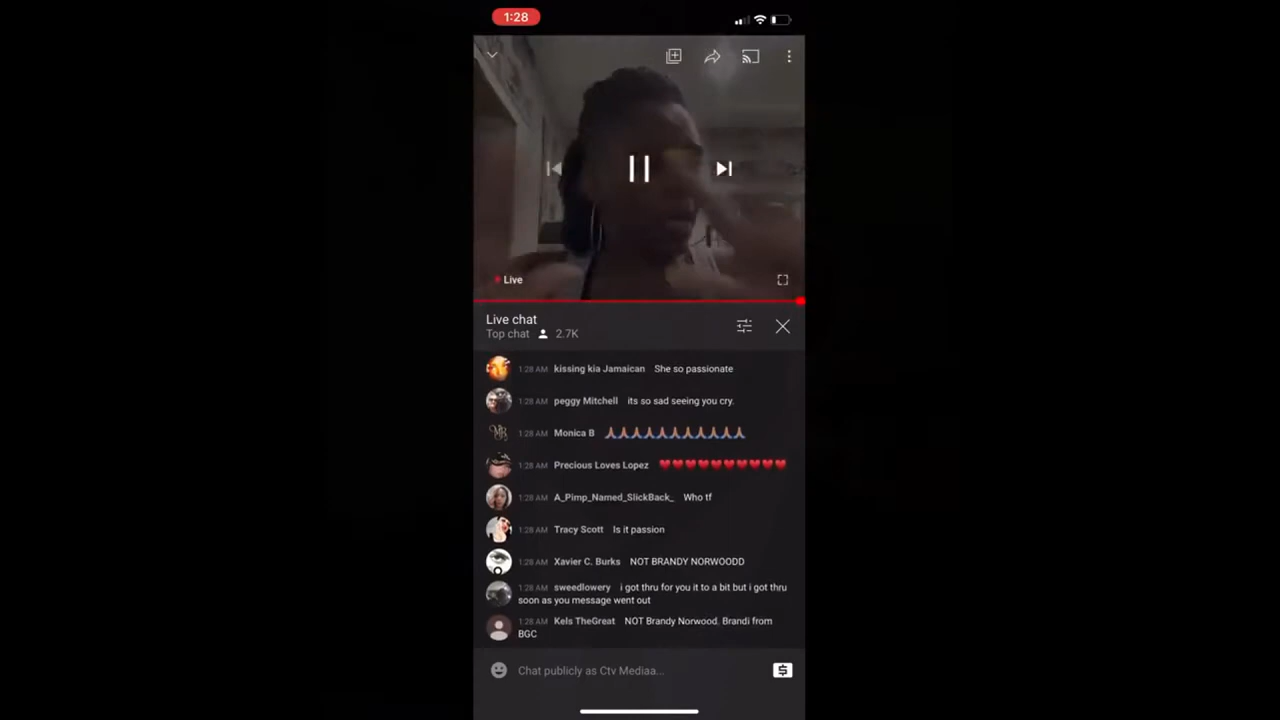 1:28
Live
Live chat
Top chat 2.7K
1:28 AM kissing kia Jamaican She so passionate
1:28 AM peggy Mitchell its so sad seeing you cry.
1:28 AM Monica B
1:28 AM Precious Loves Lopez
1:28 AM A_Pimp_Named_SlickBack_ Who tf
1:28 AM Tracy Scott Is it passion
1:28 AM Xavier C. Burks NOT BRANDY NORWOODD
1:28 AM sweedlowery i got thru for you it to a bit but i got thru
soon as you message went out
1:28 AM Kels TheGreat NOT Brandy Norwood. Brandi from
BGC
Chat publicly as Ctv Mediaa...